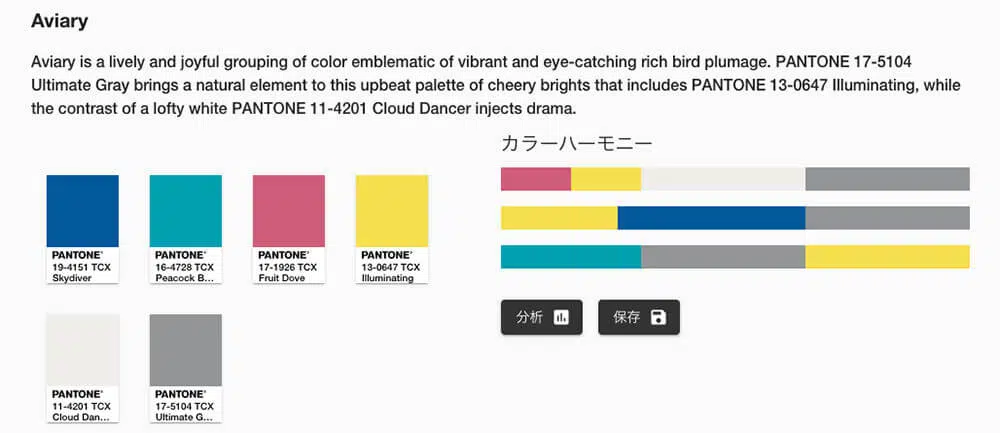 Aviary
Aviary is a lively and joyful grouping of color emblematic of vibrant and eye-catching rich bird plumage. PANTONE 17-5104
Ultimate Gray brings a natural element to this upbeat palette of cheery brights that includes PANTONE 13-0647 Illuminating, while
the contrast of a lofty white PANTONE 11-4201 Cloud Dancer injects drama.
カラーハーモニー
PANTONE®
19-4151 TCX
Skydiver
PANTONE®
16-4728 TCX
Peacock B...
PANTONE®
17-1926 TCX
Fruit Dove
PANTONE®
13-0647 TCX
Illuminating
分析
保存
PANTONE®
11-4201 TCX
Cloud Dan...
PANTONE®
17-5104 TCX
Ultimate G...